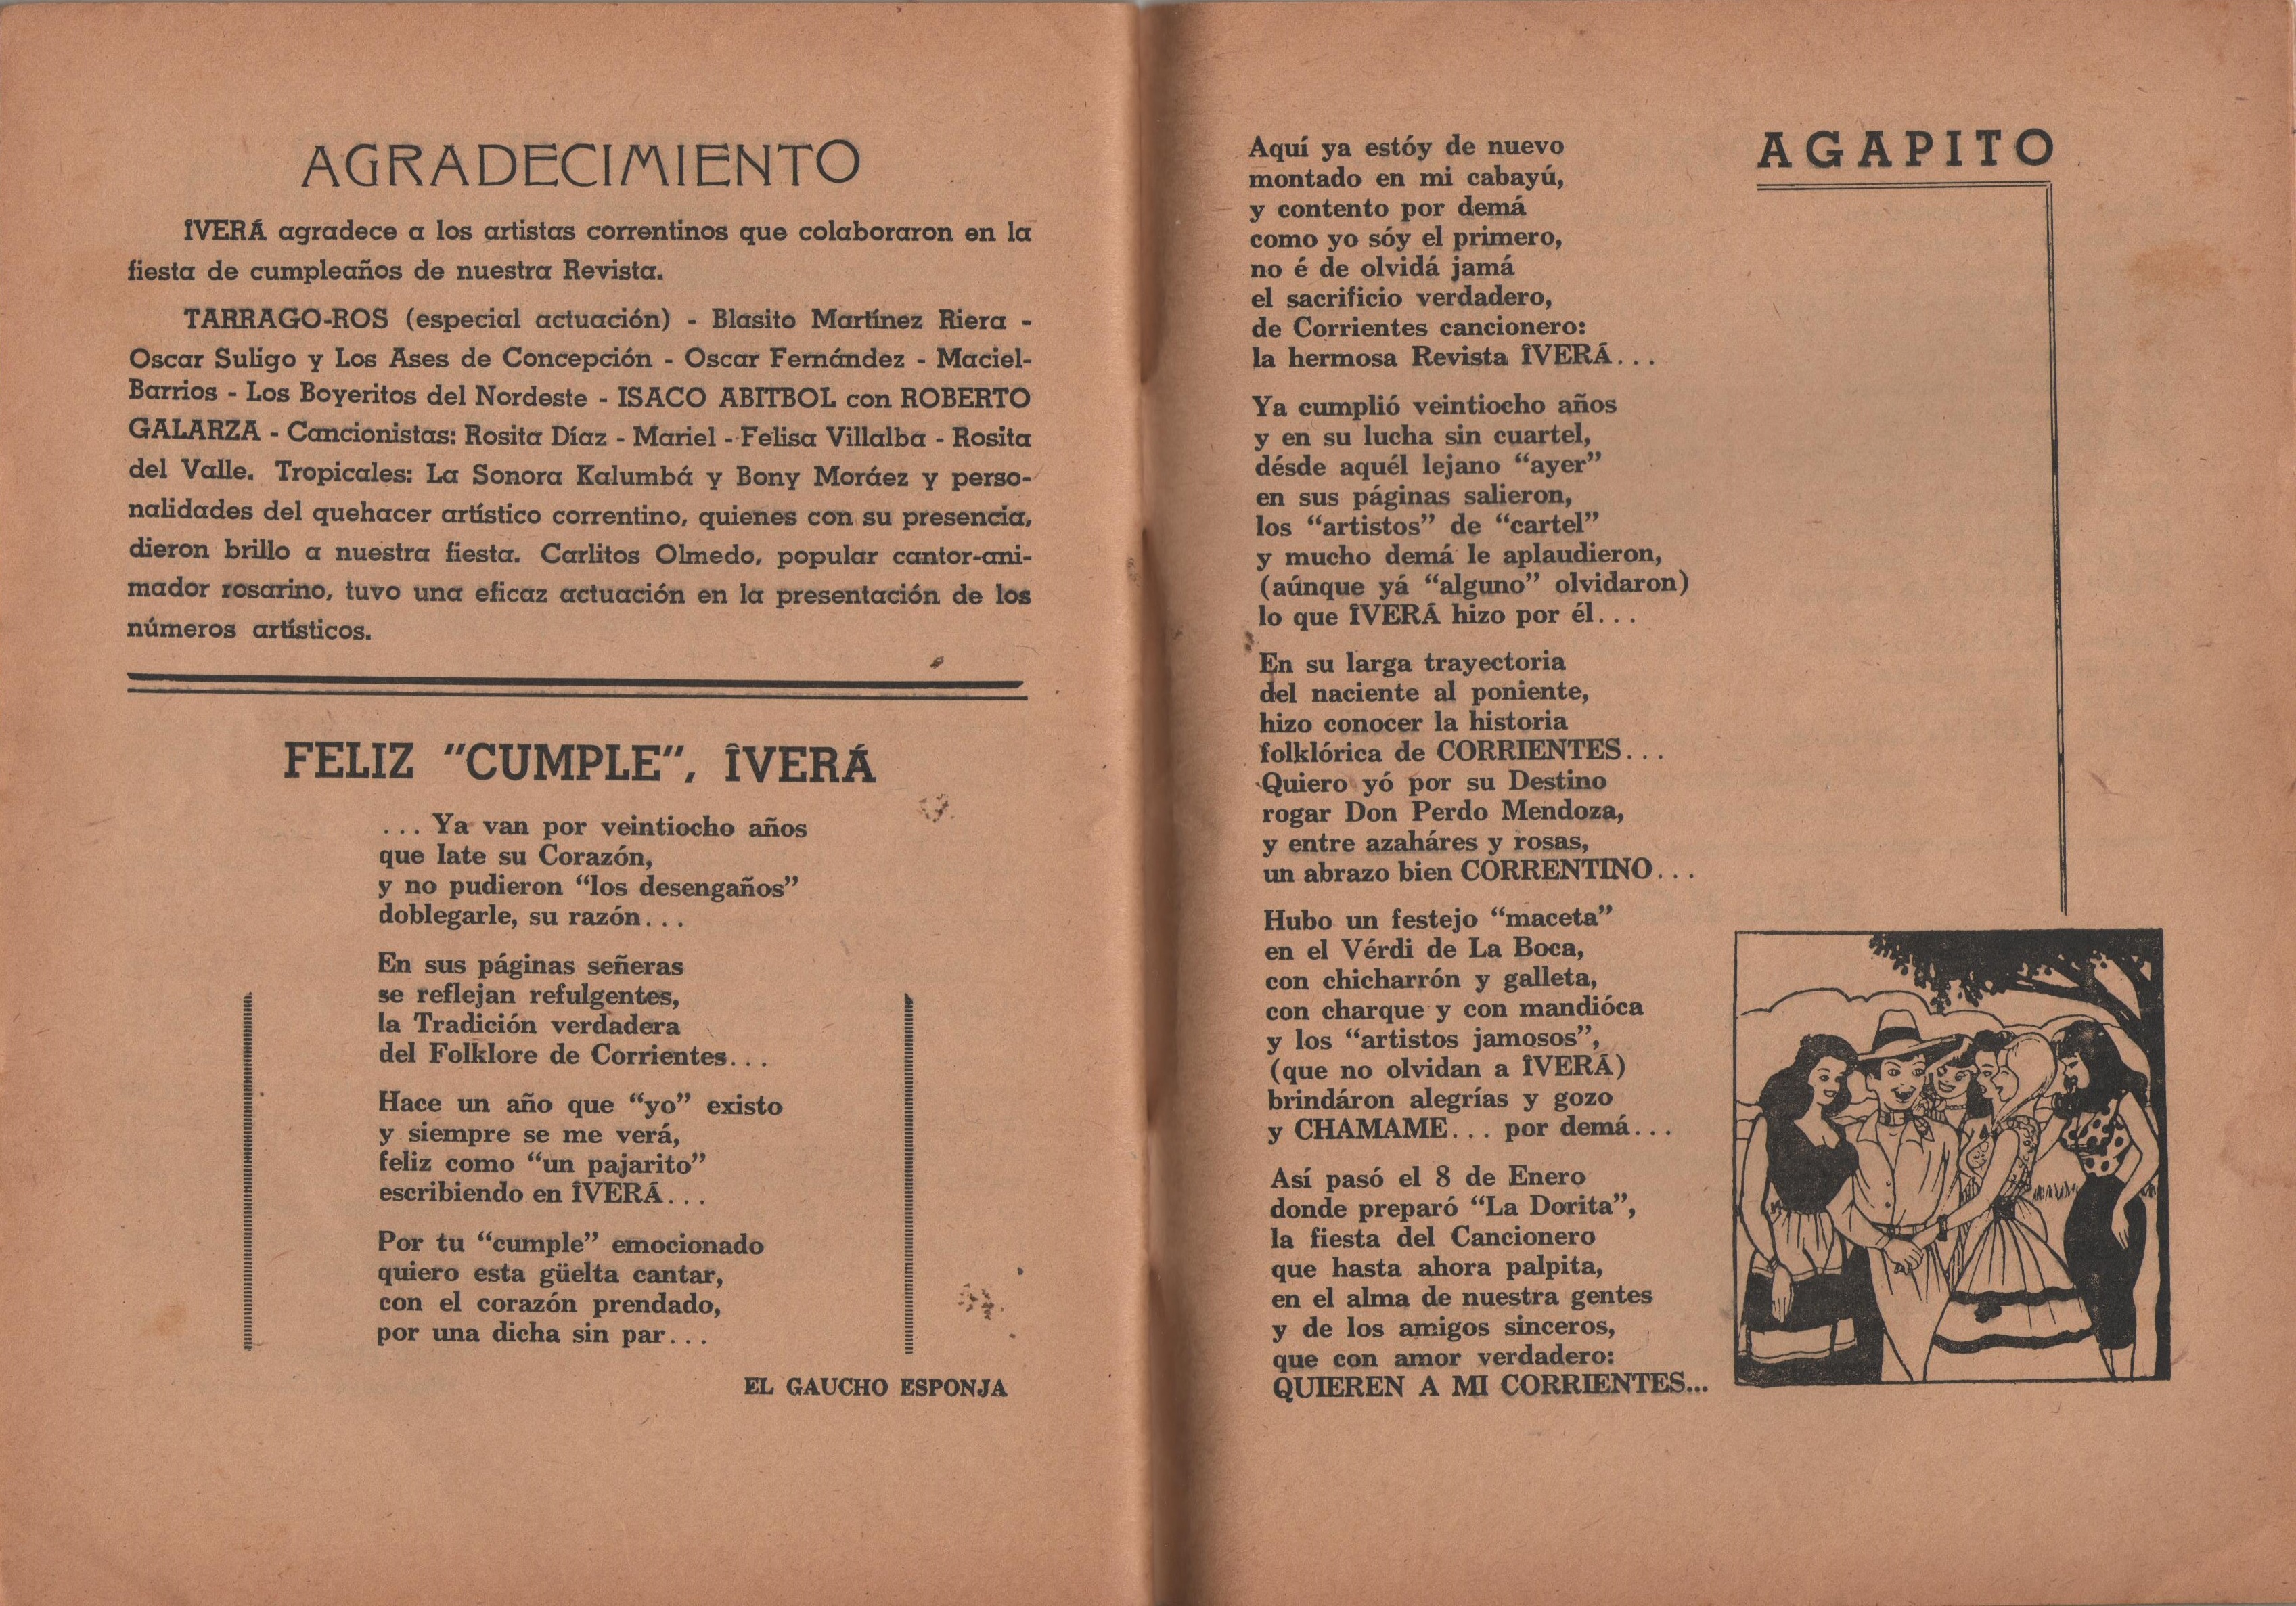 AGRADECIMIENTO
ÎVERÁ agradece a los artistas correntinos que colaboraron en la
fiesta de cumpleaños de nuestra Revista.
TARRAGO-ROS (especial actuación) - Blasito Martínez Riera -
Oscar Suligo y Los Ases de Concepción - Oscar Fernández - Maciel-
Barrios - Los Boyeritos del Nordeste - ISACO ABITBOL con ROBERTO
GALARZA - Cancionistas: Rosita Díaz - Mariel - Felisa Villalba - Rosita
del Valle. Tropicales: La Sonora Kalumbá y Bony Moráez y perso-
nalidades del quehacer artístico correntino, quienes con su presencia,
dieron brillo a nuestra fiesta. Carlitos Olmedo, popular cantor-ani-
mador rosarino, tuvo una eficaz actuación en la presentación de los
números artísticos.
FELIZ "CUMPLE", ÎVERÁ
... Ya van por veintiocho años
que late su Corazón,
y no pudieron “los desengaños”
doblegarle, su razón...
En sus páginas señeras
se reflejan refulgentes,
la Tradición verdadera
del Folklore de Corrientes...
Hace un año que “yo” existo
y siempre se me verá,
feliz como “un pajarito”
escribiendo en ÎVERÁ...
Por tu “cumple” emocionado
quiero esta güelta cantar,
con el corazón prendado,
por una dicha sin par...
EL GAUCHO ESPONJA
AGAPITO
Aquí ya estóy de nuevo
montado en mi cabayú,
y contento por demá
como yo sóy el primero,
no é de olvidá jamá
el sacrificio verdadero,
de Corrientes cancionero:
la hermosa Revista ÎVERÁ...
Ya cumplió veintiocho años
y en su lucha sin cuartel,
désde aquél lejano “ayer”
en sus páginas salieron,
los “artistos” de “cartel”
y mucho demá le aplaudieron,
(aúnque yá “alguno” olvidaron)
lo que ÎVERÁ hizo por él...
En su larga trayectoria
del naciente al poniente,
hizo conocer la historia
folklórica de CORRIENTES...
Quiero yó por su Destino
rogar Don Perdo Mendoza,
y entre azaháres y rosas,
un abrazo bien CORRENTINO...
Hubo un festejo “maceta”
en el Vérdi de La Boca,
con chicharrón y galleta,
con charque y con mandióca
y los “artistos jamosos”,
(que no olvidan a ÎVERÁ)
brindáron alegrías y gozo
y CHAMAME... por demá...
Así pasó el 8 de Enero
donde preparó “La Dorita”,
la fiesta del Cancionero
que hasta ahora palpita,
en el alma de nuestra gentes
y de los amigos sinceros,
que con amor verdadero:
QUIEREN A MI CORRIENTES...